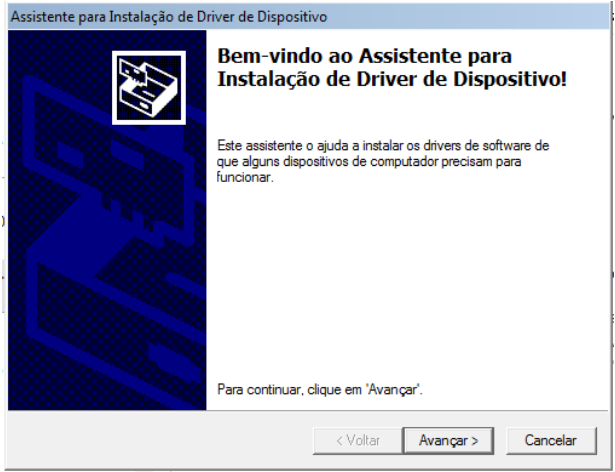 Assistente para Instalação de Driver de Dispositivo
Bem-vindo ao Assistente para
Instalação de Driver de Dispositivo!
Este assistente o ajuda a instalar os drivers de software de
que alguns dispositivos de computador precisam para
funcionar.
Para continuar, clique em 'Avançar'.
< Voltar
Avançar >
Cancelar